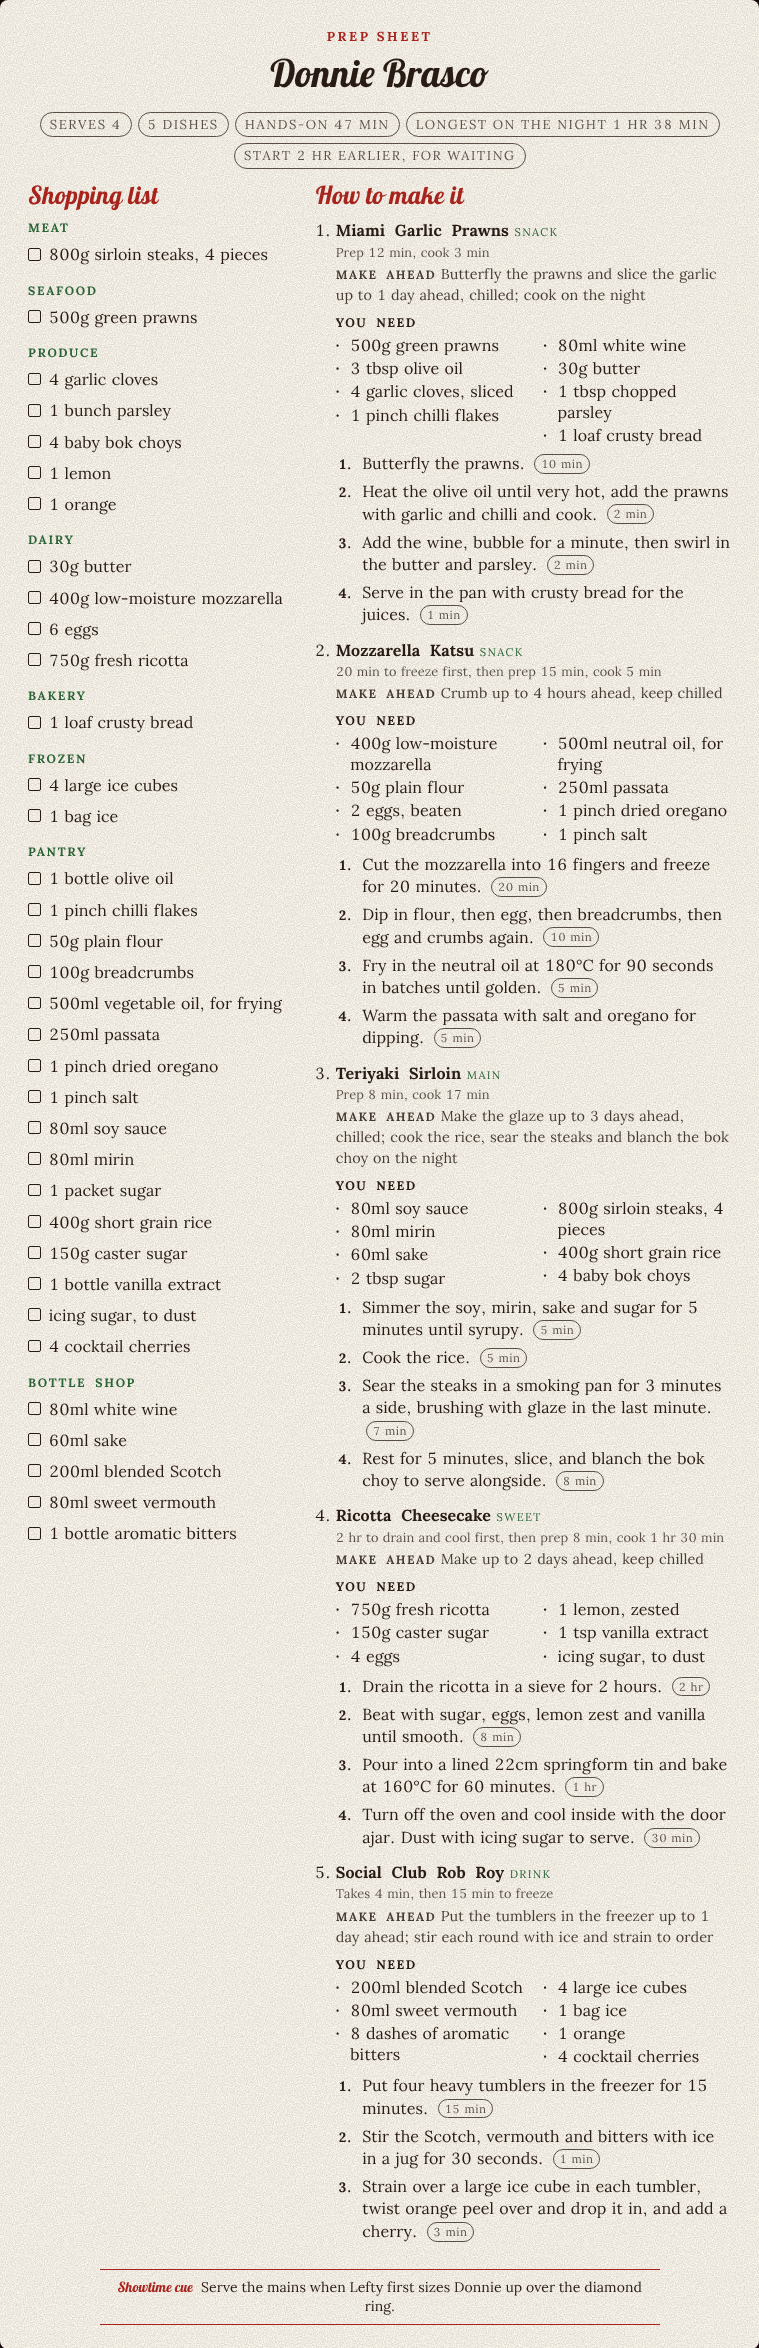 PREP SHEET
Donnie Brasco
SERVES 4
5 DISHES
HANDS-ON 47 MIN
LONGEST ON THE NIGHT 1 HR 38 MIN
START 2 HR EARLIER, FOR WAITING
Shopping list
MEAT
800g sirloin steaks, 4 pieces
SEAFOOD
500g green prawns
PRODUCE
4 garlic cloves
1 bunch parsley
4 baby bok choys
1 lemon
1 orange
DAIRY
30g butter
400g low-moisture mozzarella
6 eggs
750g fresh ricotta
BAKERY
1 loaf crusty bread
FROZEN
4 large ice cubes
1 bag ice
PANTRY
1 bottle olive oil
1 pinch chilli flakes
50g plain flour
100g breadcrumbs
500ml vegetable oil, for frying
250ml passata
1 pinch dried oregano
1 pinch salt
80ml soy sauce
80ml mirin
1 packet sugar
400g short grain rice
150g caster sugar
1 bottle vanilla extract
icing sugar, to dust
4 cocktail cherries
BOTTLE SHOP
80ml white wine
60ml sake
200ml blended Scotch
80ml sweet vermouth
1 bottle aromatic bitters
How to make it
1. Miami Garlic Prawns SNACK
Prep 12 min, cook 3 min
MAKE AHEAD Butterfly the prawns and slice the garlic
up to 1 day ahead, chilled; cook on the night
YOU NEED
· 500g green prawns
· 3 tbsp olive oil
· 4 garlic cloves, sliced
· 1 pinch chilli flakes
· 80ml white wine
· 30g butter
· 1 tbsp chopped
parsley
· 1 loaf crusty bread
1. Butterfly the prawns. 10 min
2. Heat the olive oil until very hot, add the prawns
with garlic and chilli and cook. 2 min
3. Add the wine, bubble for a minute, then swirl in
the butter and parsley. 2 min
4. Serve in the pan with crusty bread for the
juices. 1 min
2. Mozzarella Katsu SNACK
20 min to freeze first, then prep 15 min, cook 5 min
MAKE AHEAD Crumb up to 4 hours ahead, keep chilled
YOU NEED
· 400g low-moisture
mozzarella
· 50g plain flour
· 2 eggs, beaten
· 100g breadcrumbs
· 500ml neutral oil, for
frying
· 250ml passata
· 1 pinch dried oregano
· 1 pinch salt
1. Cut the mozzarella into 16 fingers and freeze
for 20 minutes. 20 min
2. Dip in flour, then egg, then breadcrumbs, then
egg and crumbs again. 10 min
3. Fry in the neutral oil at 180°C for 90 seconds
in batches until golden. 5 min
4. Warm the passata with salt and oregano for
dipping. 5 min
3. Teriyaki Sirloin MAIN
Prep 8 min, cook 17 min
MAKE AHEAD Make the glaze up to 3 days ahead,
chilled; cook the rice, sear the steaks and blanch the bok
choy on the night
YOU NEED
· 80ml soy sauce
· 80ml mirin
· 60ml sake
· 2 tbsp sugar
· 800g sirloin steaks, 4
pieces
· 400g short grain rice
· 4 baby bok choys
1. Simmer the soy, mirin, sake and sugar for 5
minutes until syrupy. 5 min
2. Cook the rice. 5 min
3. Sear the steaks in a smoking pan for 3 minutes
a side, brushing with glaze in the last minute.
7 min
4. Rest for 5 minutes, slice, and blanch the bok
choy to serve alongside. 8 min
4. Ricotta Cheesecake SWEET
2 hr to drain and cool first, then prep 8 min, cook 1 hr 30 min
MAKE AHEAD Make up to 2 days ahead, keep chilled
YOU NEED
· 750g fresh ricotta
· 150g caster sugar
· 4 eggs
· 1 lemon, zested
· 1 tsp vanilla extract
· icing sugar, to dust
1. Drain the ricotta in a sieve for 2 hours. 2 hr
2. Beat with sugar, eggs, lemon zest and vanilla
until smooth. 8 min
3. Pour into a lined 22cm springform tin and bake
at 160°C for 60 minutes. 1 hr
4. Turn off the oven and cool inside with the door
ajar. Dust with icing sugar to serve. 30 min
5. Social Club Rob Roy DRINK
Takes 4 min, then 15 min to freeze
MAKE AHEAD Put the tumblers in the freezer up to 1
day ahead; stir each round with ice and strain to order
YOU NEED
· 200ml blended Scotch
· 80ml sweet vermouth
· 8 dashes of aromatic
bitters
· 4 large ice cubes
· 1 bag ice
· 1 orange
· 4 cocktail cherries
1. Put four heavy tumblers in the freezer for 15
minutes. 15 min
2. Stir the Scotch, vermouth and bitters with ice
in a jug for 30 seconds. 1 min
3. Strain over a large ice cube in each tumbler,
twist orange peel over and drop it in, and add a
cherry. 3 min
Showtime cue Serve the mains when Lefty first sizes Donnie up over the diamond
ring.